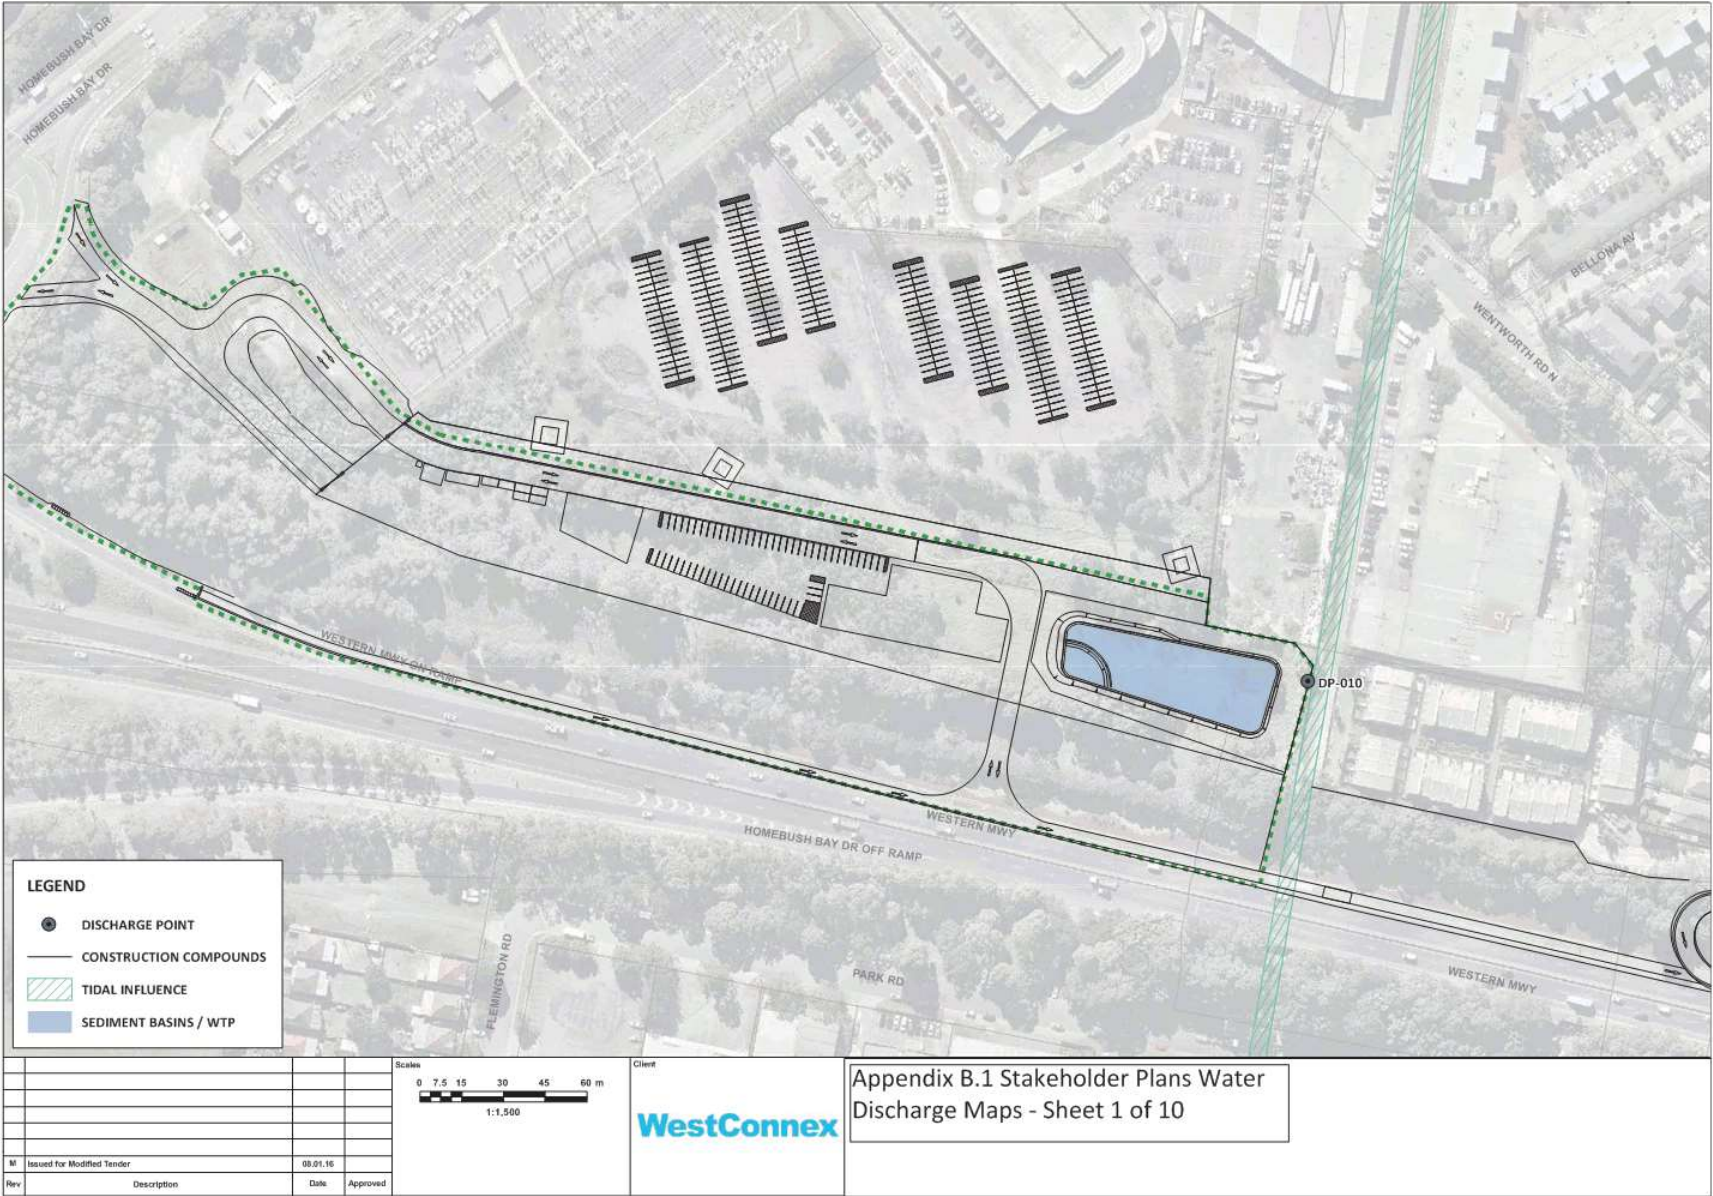 HOMEBUSH BAY DR
HOMEBUSH BAY DR
BELLONA AV
WENTWORTH RD N
DP-010
WESTERN MWY ON RAMP
WESTERN MWY
HOMEBUSH BAY DR OFF RAMP
FLEMINGTON RD
PARK RD
WESTERN MWY
LEGEND
DISCHARGE POINT
CONSTRUCTION COMPOUNDS
TIDAL INFLUENCE
SEDIMENT BASINS / WTP
M Issued for Modified Tender 08.01.16
Rev Description Date Approved
Scales
0 7.5 15 30 45 60 m
1:1,500
Client
WestConnex
Appendix B.1 Stakeholder Plans Water
Discharge Maps - Sheet 1 of 10